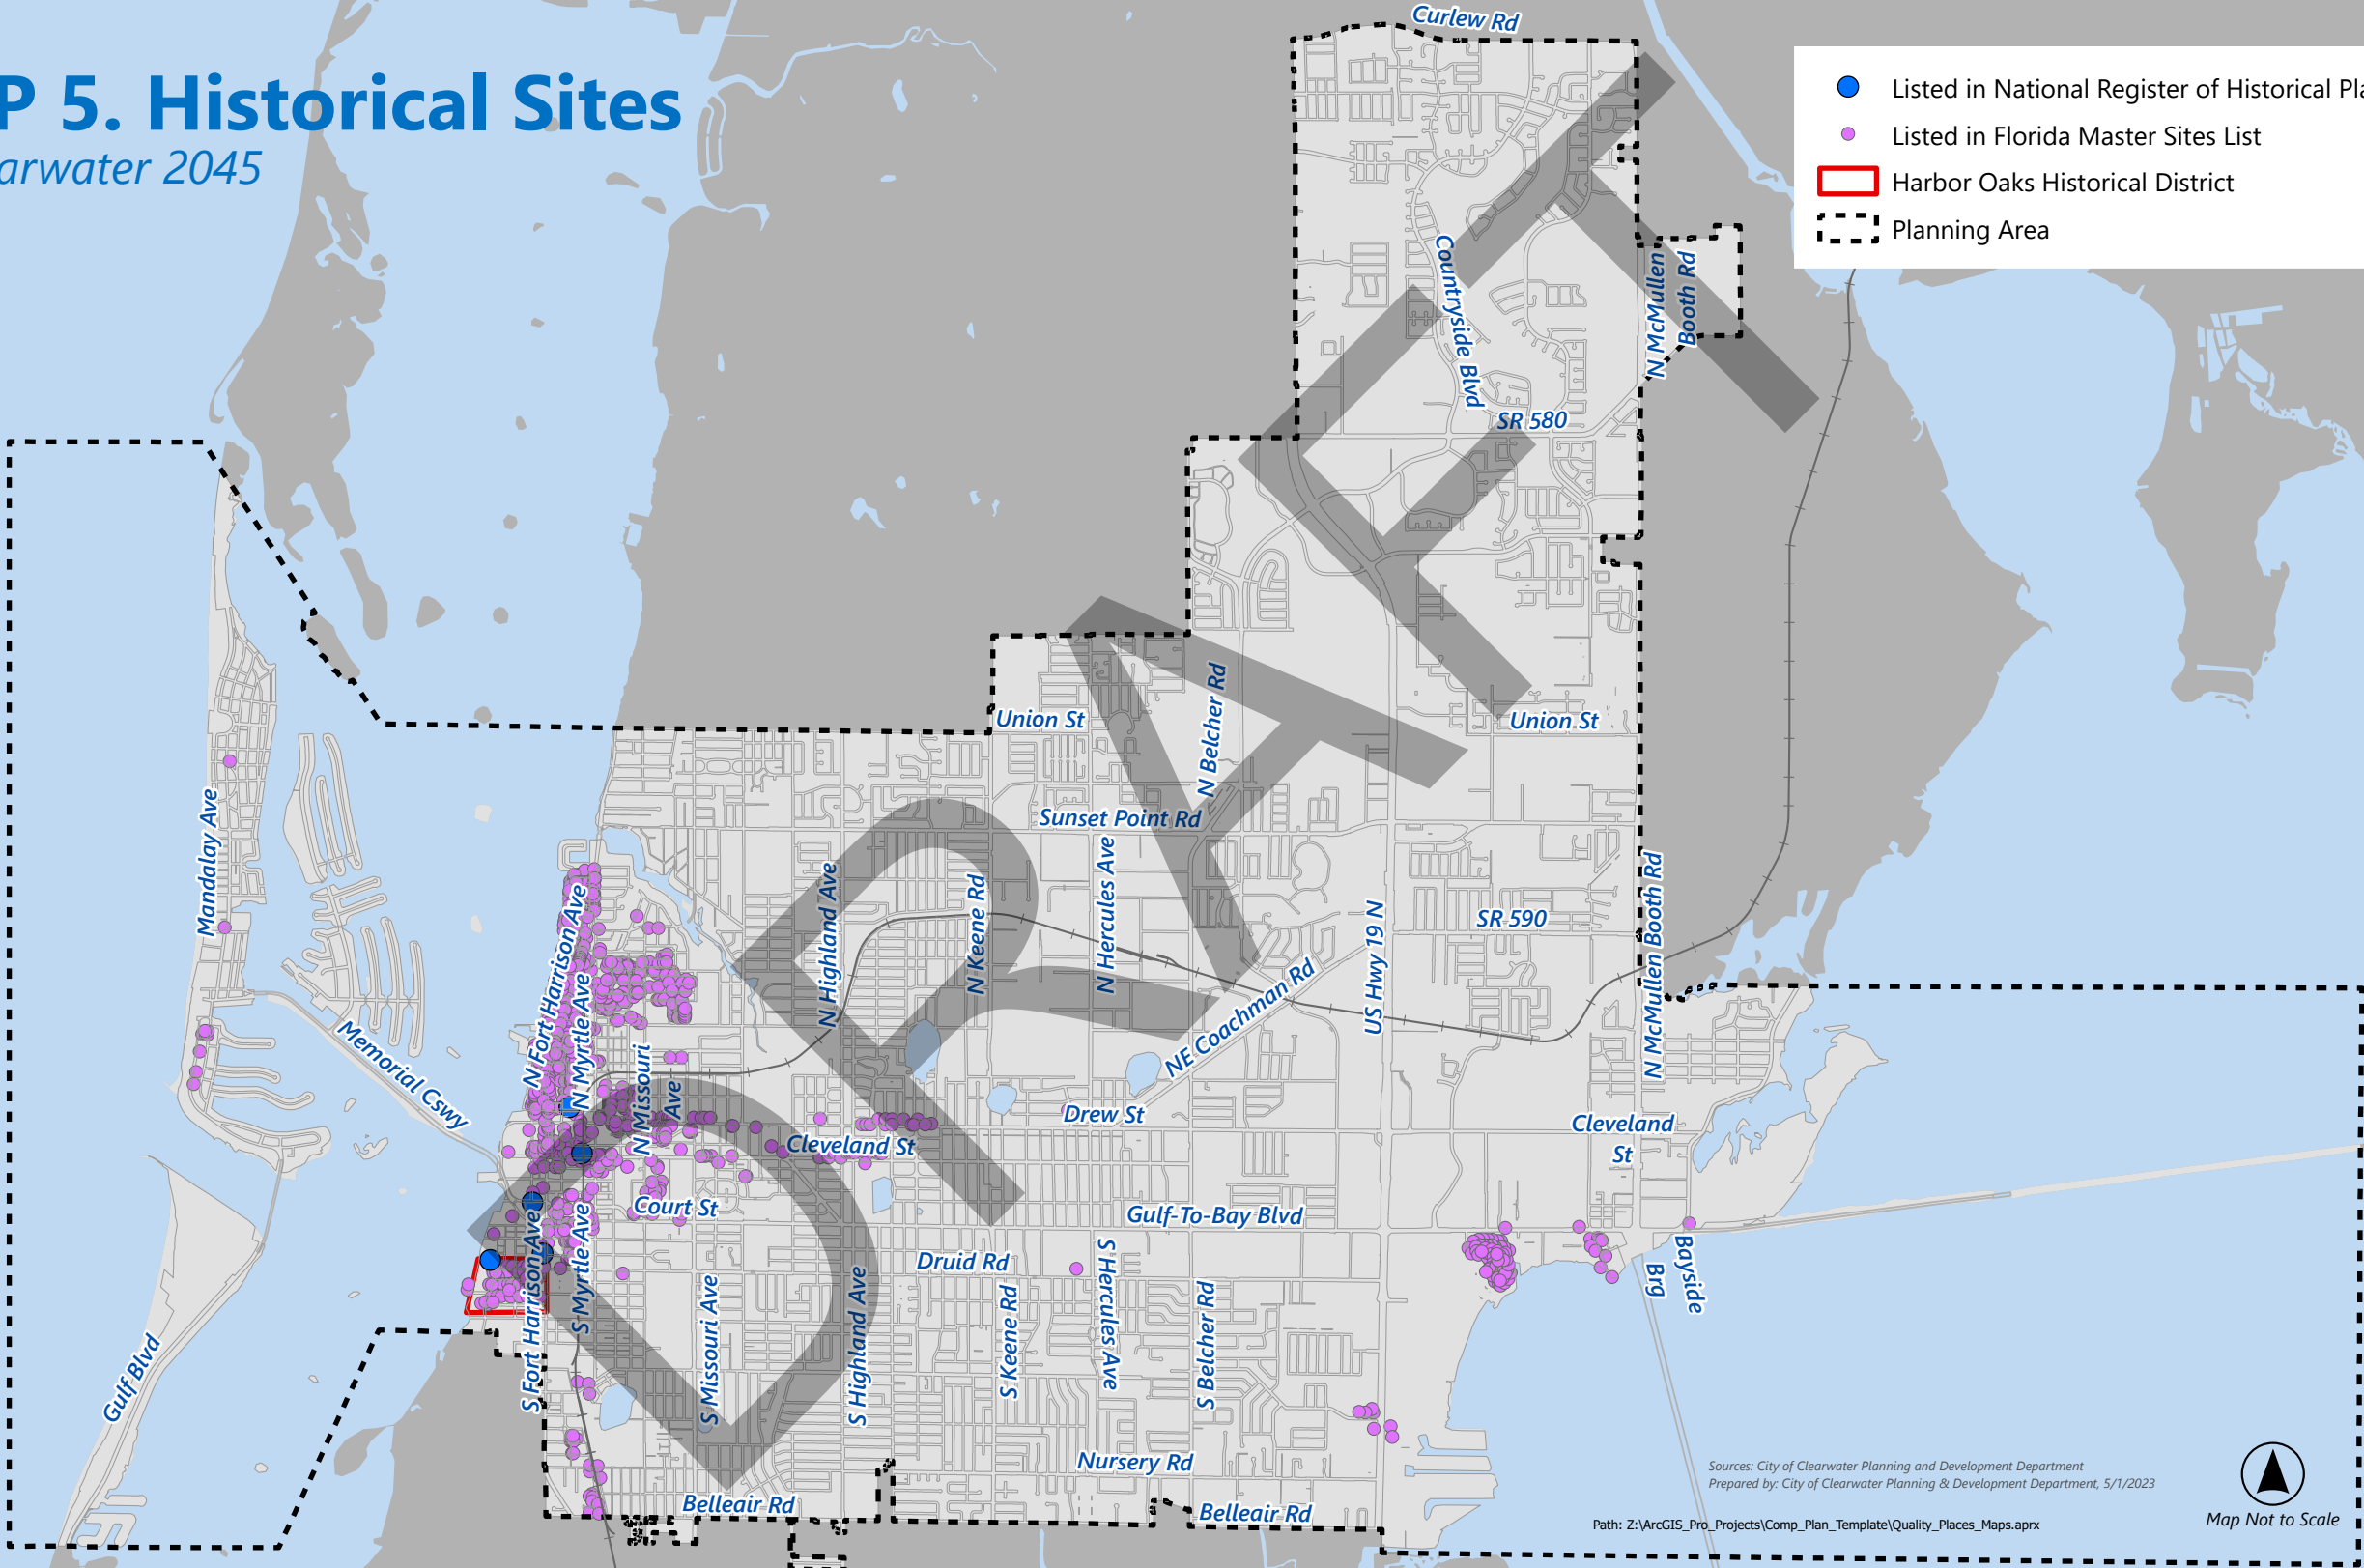 P 5. Historical Sites
arwater 2045
Curlew Rd
Listed in National Register of Historical Pla
Listed in Florida Master Sites List
Harbor Oaks Historical District
Planning Area
N McMullen
Booth Rd
Countryside Blvd
SR 580
DRAFT
Union St
Union St
N Belcher Rd
Sunset Point Rd
Mandalay Ave
N Fort Harrison Ave
N Myrtle Ave
N Highland Ave
N Keene Rd
N Hercules Ave
SR 590
US Hwy 19 N
N McMullen Booth Rd
NE Coachman Rd
Memorial Cswy
N Missouri
Ave
Drew St
Cleveland St
Cleveland
St
Court St
Gulf-To-Bay Blvd
Druid Rd
S Fort Harrison Ave
S Myrtle Ave
S Missouri Ave
S Highland Ave
S Keene Rd
S Hercules Ave
S Belcher Rd
Bayside
Brg
Gulf Blvd
Nursery Rd
Belleair Rd
Belleair Rd
Sources: City of Clearwater Planning and Development Department
Prepared by: City of Clearwater Planning & Development Department, 5/1/2023
Path: Z:\ArcGIS_Pro_Projects\Comp_Plan_Template\Quality_Places_Maps.aprx
Map Not to Scale